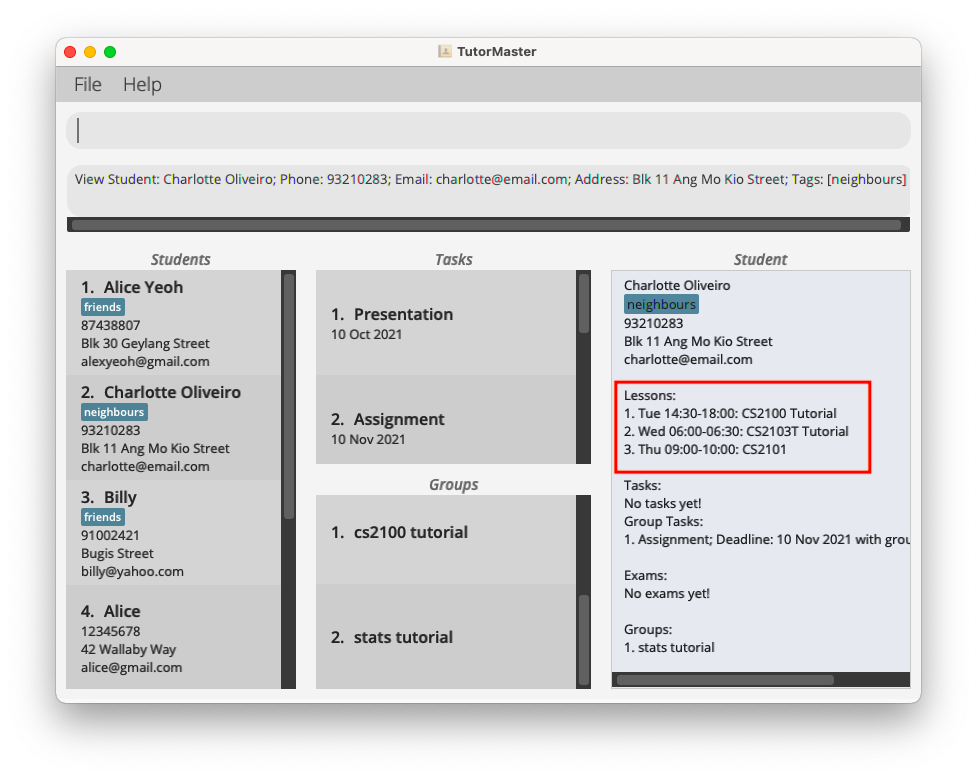 TutorMaster
File Help
View Student: Charlotte Oliveiro; Phone: 93210283; Email: charlotte@email.com; Address: Blk 11 Ang Mo Kio Street; Tags: [neighbours]
Students
1. Alice Yeoh
friends
87438807
Blk 30 Geylang Street
alexyeoh@gmail.com
2. Charlotte Oliveiro
neighbours
93210283
Blk 11 Ang Mo Kio Street
charlotte@email.com
3. Billy
friends
91002421
Bugis Street
billy@yahoo.com
4. Alice
12345678
42 Wallaby Way
alice@gmail.com
Tasks
1. Presentation
10 Oct 2021
2. Assignment
10 Nov 2021
Groups
1. cs2100 tutorial
2. stats tutorial
Student
Charlotte Oliveiro
neighbours
93210283
Blk 11 Ang Mo Kio Street
charlotte@email.com
Lessons:
1. Tue 14:30-18:00: CS2100 Tutorial
2. Wed 06:00-06:30: CS2103T Tutorial
3. Thu 09:00-10:00: CS2101
Tasks:
No tasks yet!
Group Tasks:
1. Assignment; Deadline: 10 Nov 2021 with grou
Exams:
No exams yet!
Groups:
1. stats tutorial